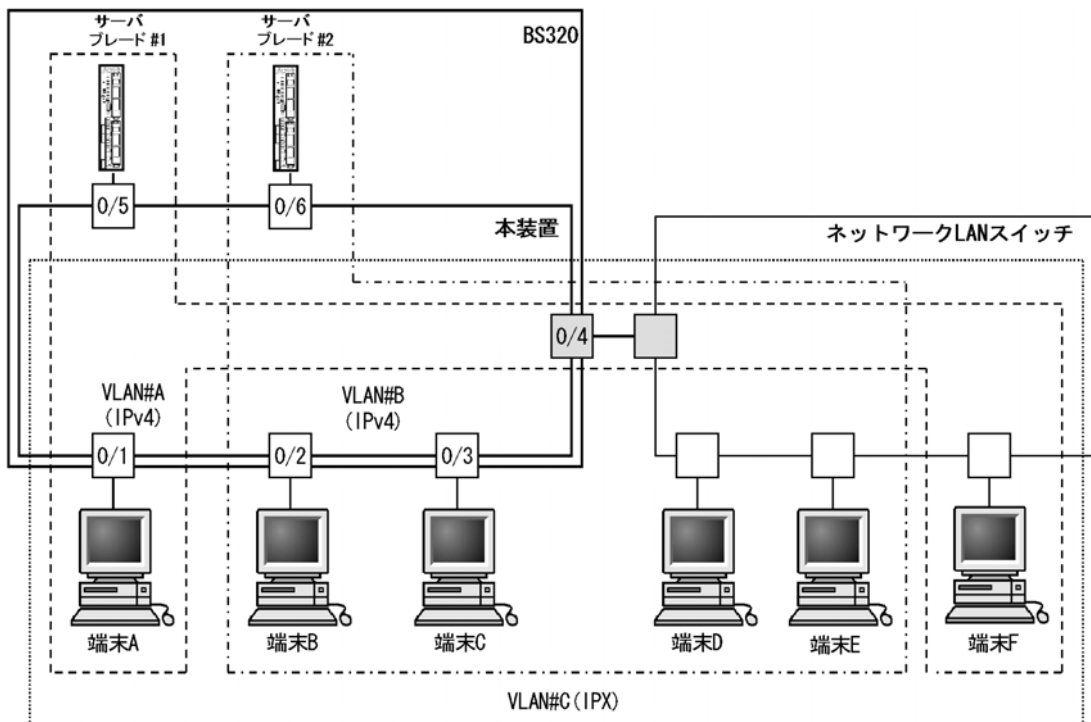 サーバ
ブレード#1
サーバ
ブレード#2
BS320
0/5
0/6
本装置
ネットワークLANスイッチ
0/4
VLAN#A
(IPv4)
VLAN#B
(IPv4)
0/1
0/2
0/3
端末A
端末B
端末C
端末D
端末E
端末F
VLAN#C(IPX)